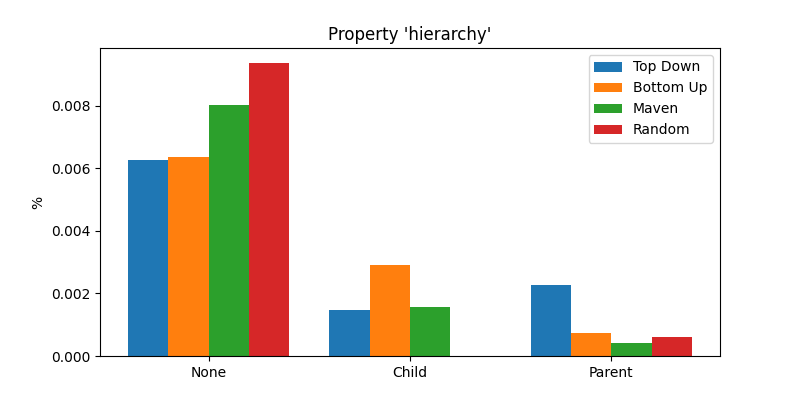 Property 'hierarchy'
Top Down
Bottom Up
Maven
Random
0.008
0.006
0.004
0.002
0.000
%
None
Child
Parent